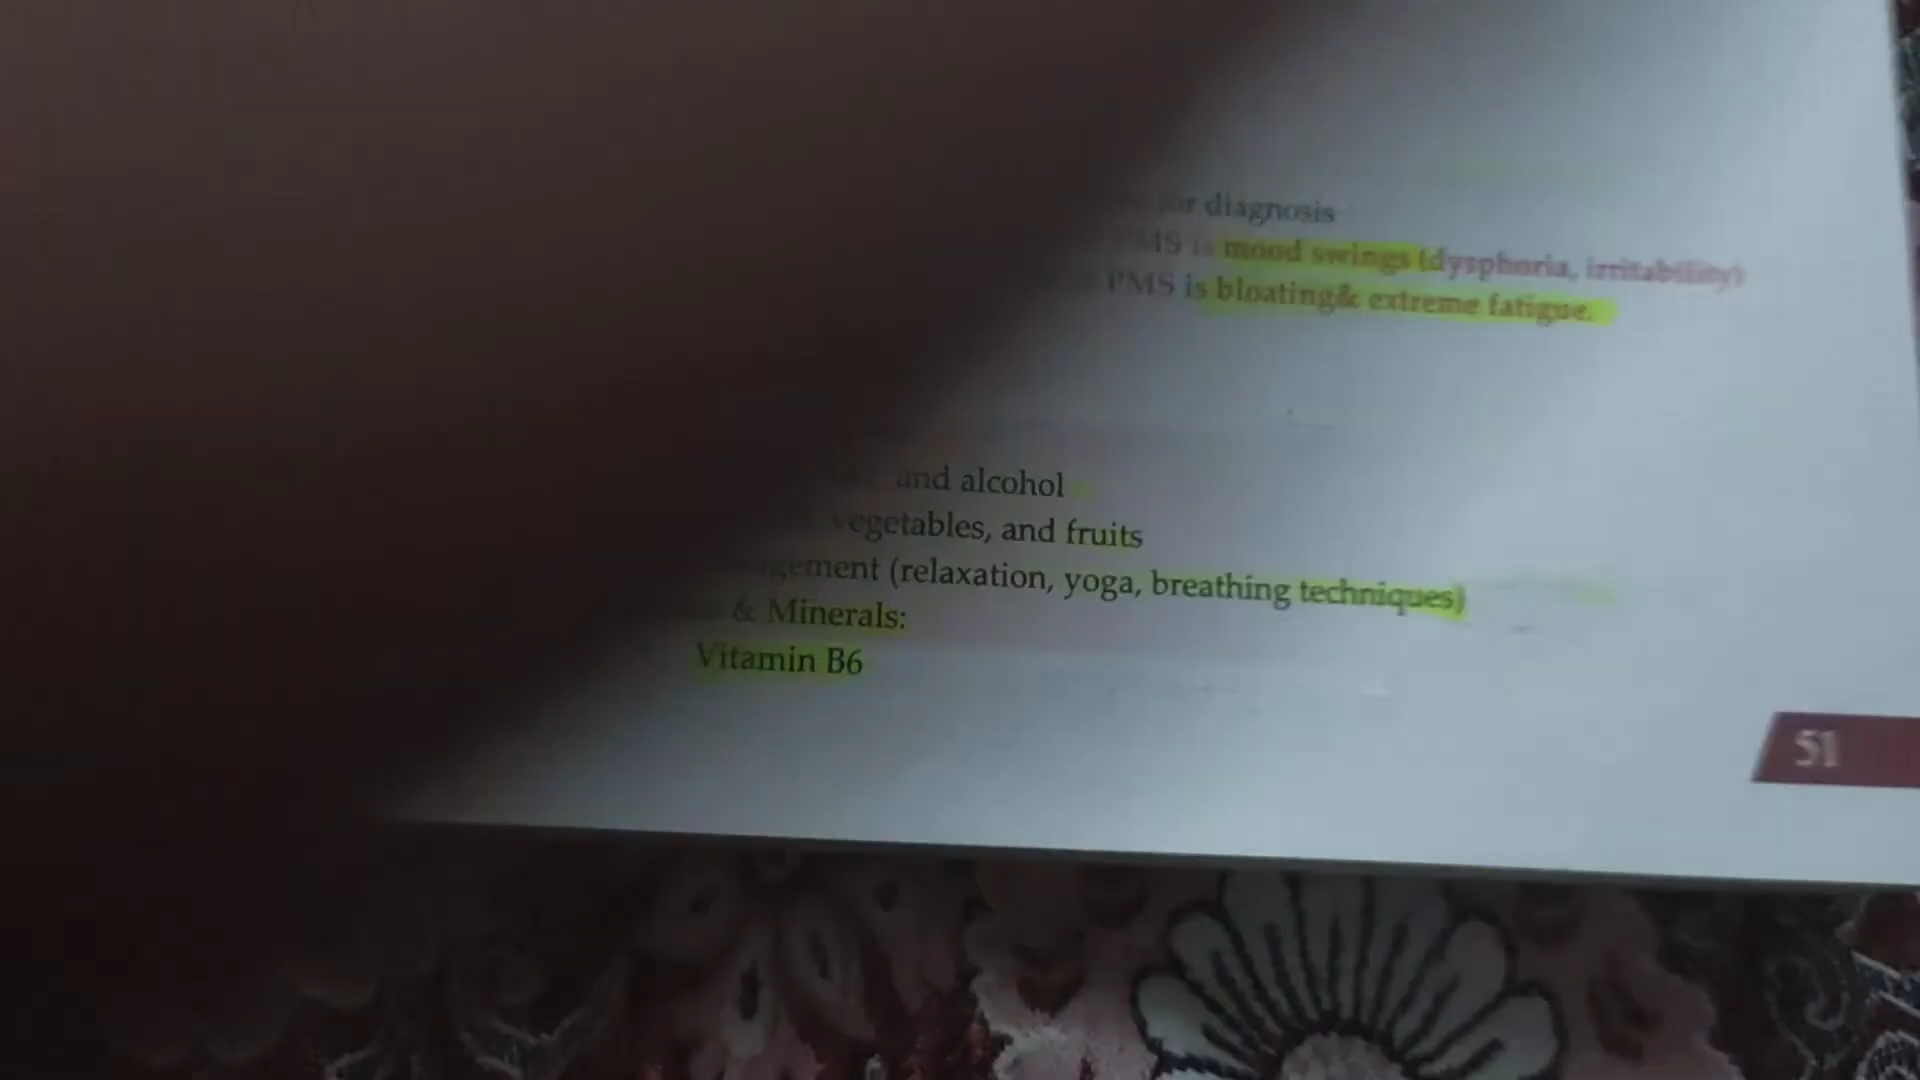 for diagnosis
PMS is mood swings (dysphoria, irritability)
PMS is bloating& extreme fatigue.
and alcohol
vegetables, and fruits
(relaxation, yoga, breathing techniques)
& Minerals:
Vitamin B6
51